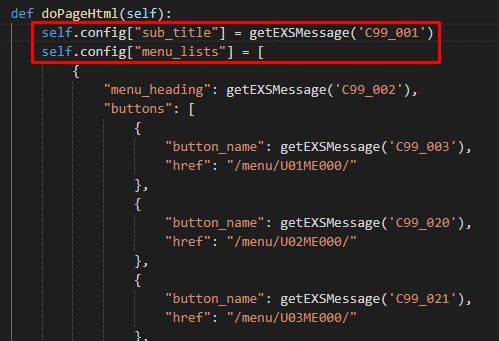 def doPageHtml(self):
self.config["sub_title"] = getEXSMessage('C99_001')
self.config["menu_lists"] = [
{
"menu_heading": getEXSMessage('C99_002'),
"buttons": [
{
"button_name": getEXSMessage('C99_003'),
"href": "/menu/U01ME000/"
},
{
"button_name": getEXSMessage('C99_020'),
"href": "/menu/U02ME000/"
},
{
"button_name": getEXSMessage('C99_021'),
"href": "/menu/U03ME000/"
},